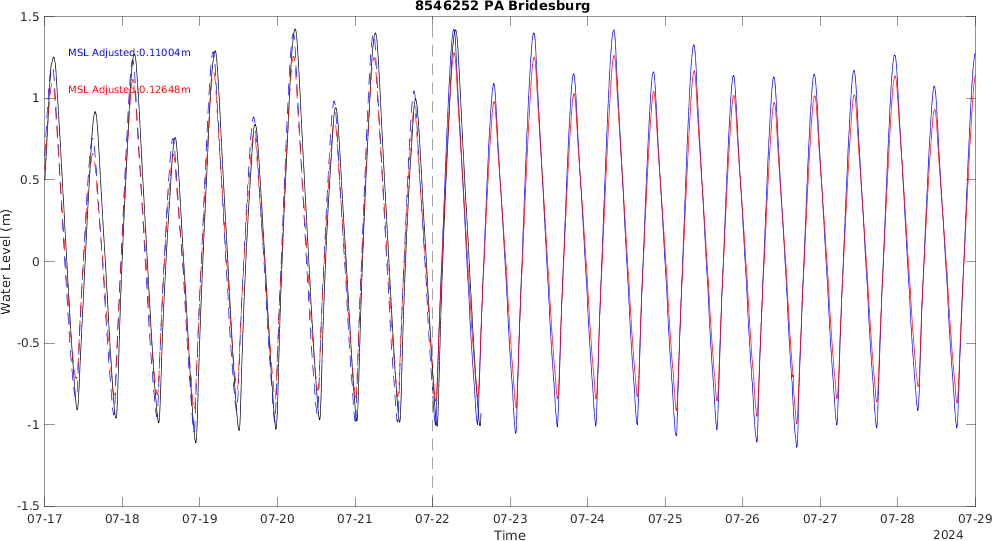 8546252 PA Bridesburg
MSL Adjusted:0.11004m
MSL Adjusted:0.12648m
Water Level (m)
1.5
1
0.5
0
-0.5
-1
-1.5
07-17 07-18 07-19 07-20 07-21 07-22 07-23 07-24 07-25 07-26 07-27 07-28 07-29
Time
2024